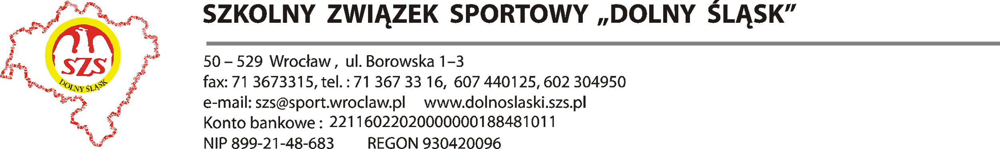 SZKOLNY ZWIĄZEK SPORTOWY „DOLNY ŚLĄSK”
SZS
DOLNY ŚLĄSK
50 – 529 Wrocław , ul. Borowska 1–3
fax: 71 3673315, tel. : 71 367 33 16, 607 440125, 602 304950
e-mail: szs@sport.wroclaw.pl www.dolnoslaski.szs.pl
Konto bankowe : 22116022020000000188481011
NIP 899-21-48-683 REGON 930420096